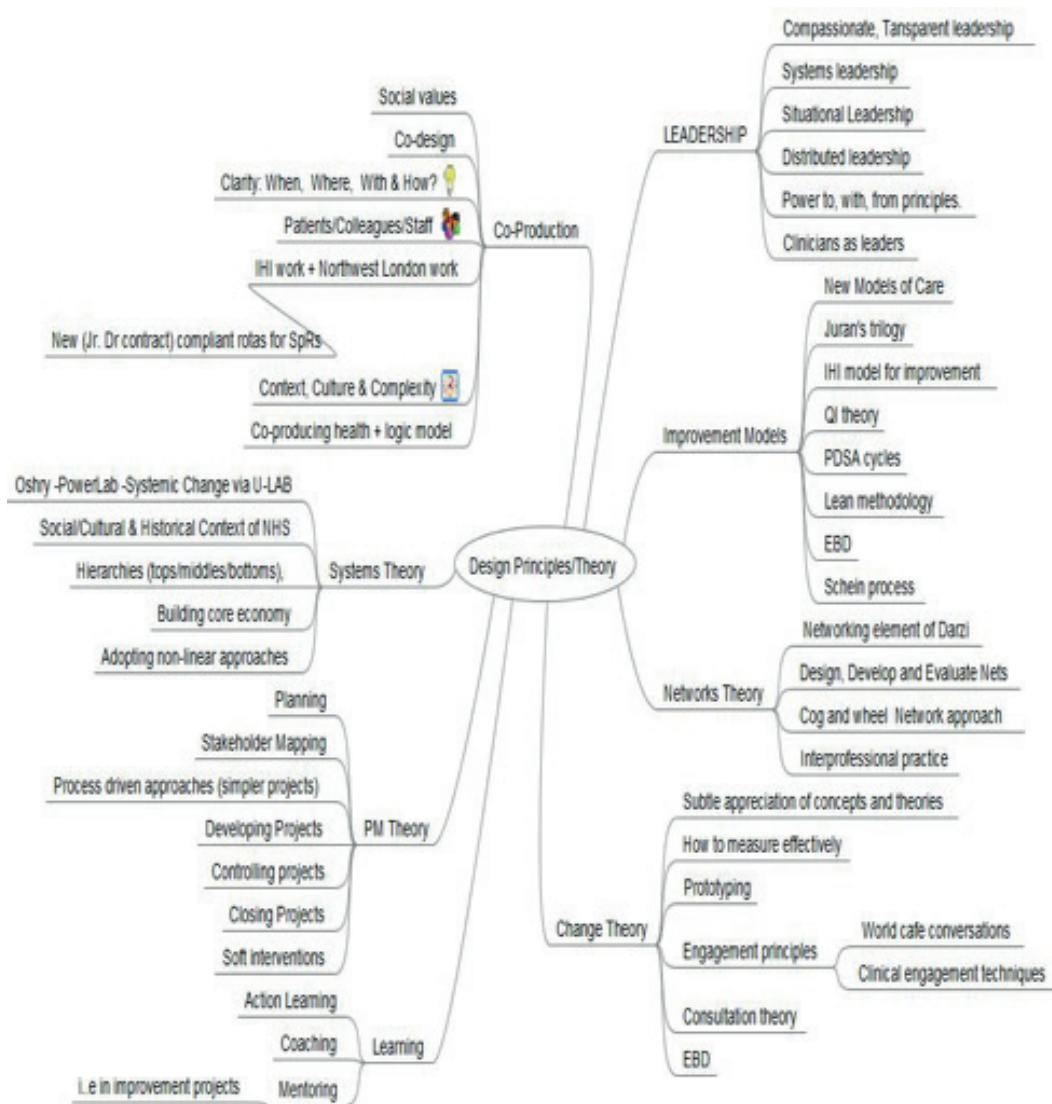 Design Principles/Theory
LEADERSHIP
Compassionate, Tansparent leadership
Systems leadership
Situational Leadership
Distributed leadership
Power to, with, from principles.
Clinicians as leaders
Improvement Models
New Models of Care
Juran's trilogy
IHI model for improvement
QI theory
PDSA cycles
Lean methodology
EBD
Schein process
Networks Theory
Networking element of Darzi
Design, Develop and Evaluate Nets
Cog and wheel Network approach
Interprofessional practice
Change Theory
Subtle appreciation of concepts and theories
How to measure effectively
Prototyping
Engagement principles
World cafe conversations
Clinical engagement techniques
Consultation theory
EBD
Co-Production
Social values
Co-design
Clarity: When, Where, With & How?
Patients/Colleagues/Staff
IHI work + Northwest London work
New (Jr. Dr contract) compliant rotas for SpRs
Context, Culture & Complexity
Co-producing health + logic model
Systems Theory
Oshry -PowerLab -Systemic Change via U-LAB
Social/Cultural & Historical Context of NHS
Hierarchies (tops/middles/bottoms),
Building core economy
Adopting non-linear approaches
PM Theory
Planning
Stakeholder Mapping
Process driven approaches (simpler projects)
Developing Projects
Controlling projects
Closing Projects
Soft interventions
Learning
Action Learning
Coaching
Mentoring
i..e in improvement projects